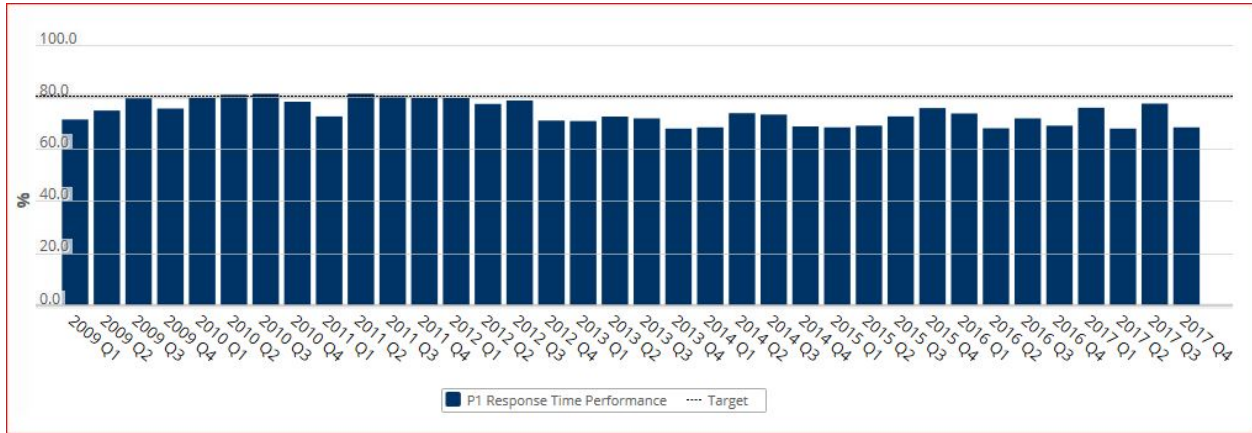 100.0
80.0
60.0
40.0
20.0
0.0
%
2009 Q1
2009 Q2
2009 Q3
2009 Q4
2010 Q1
2010 Q2
2010 Q3
2010 Q4
2011 Q1
2011 Q2
2011 Q3
2011 Q4
2012 Q1
2012 Q2
2012 Q3
2012 Q4
2013 Q1
2013 Q2
2013 Q3
2013 Q4
2014 Q1
2014 Q2
2014 Q3
2014 Q4
2015 Q1
2015 Q2
2015 Q3
2015 Q4
2016 Q1
2016 Q2
2016 Q3
2016 Q4
2017 Q1
2017 Q2
2017 Q3
2017 Q4
P1 Response Time Performance
Target